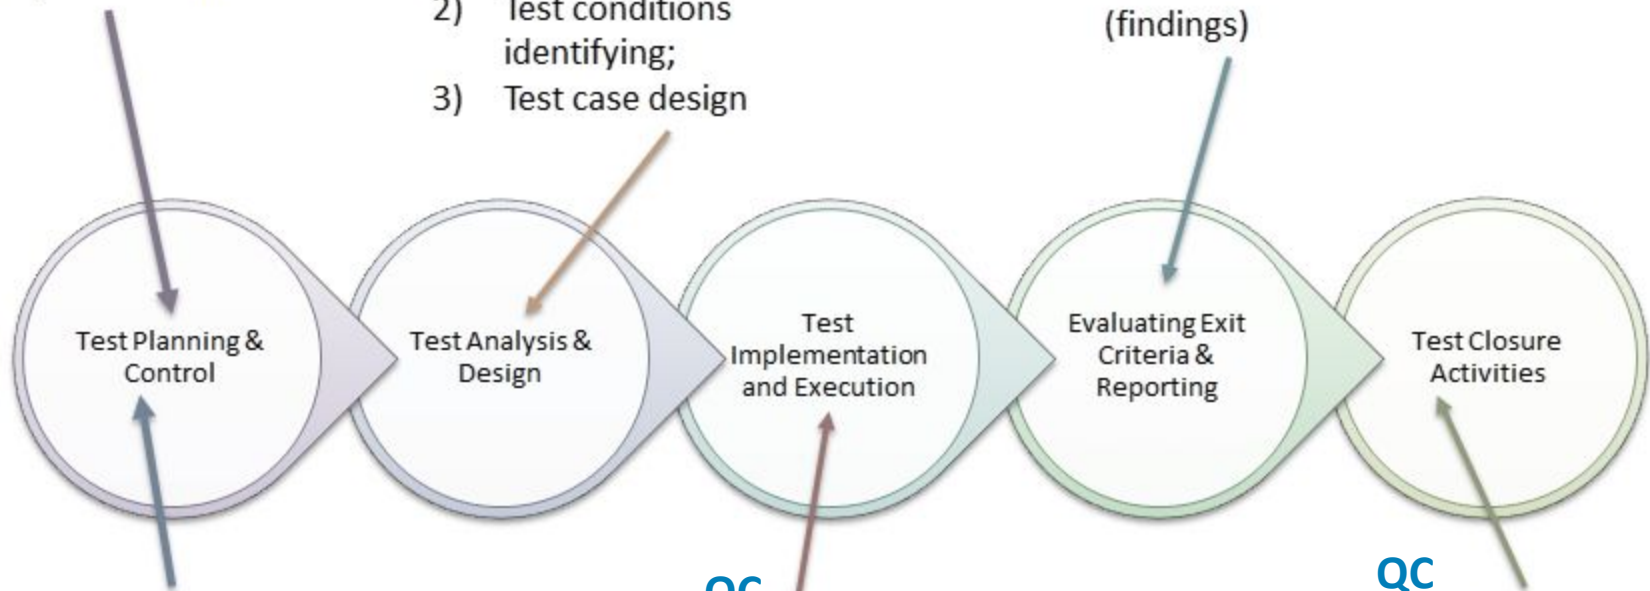 2) Test conditions
identifying;
3) Test case design
(findings)
Test Planning &
Control
Test Analysis &
Design
Test
Implementation
and Execution
Evaluating Exit
Criteria &
Reporting
Test Closure
Activities
QC
QC